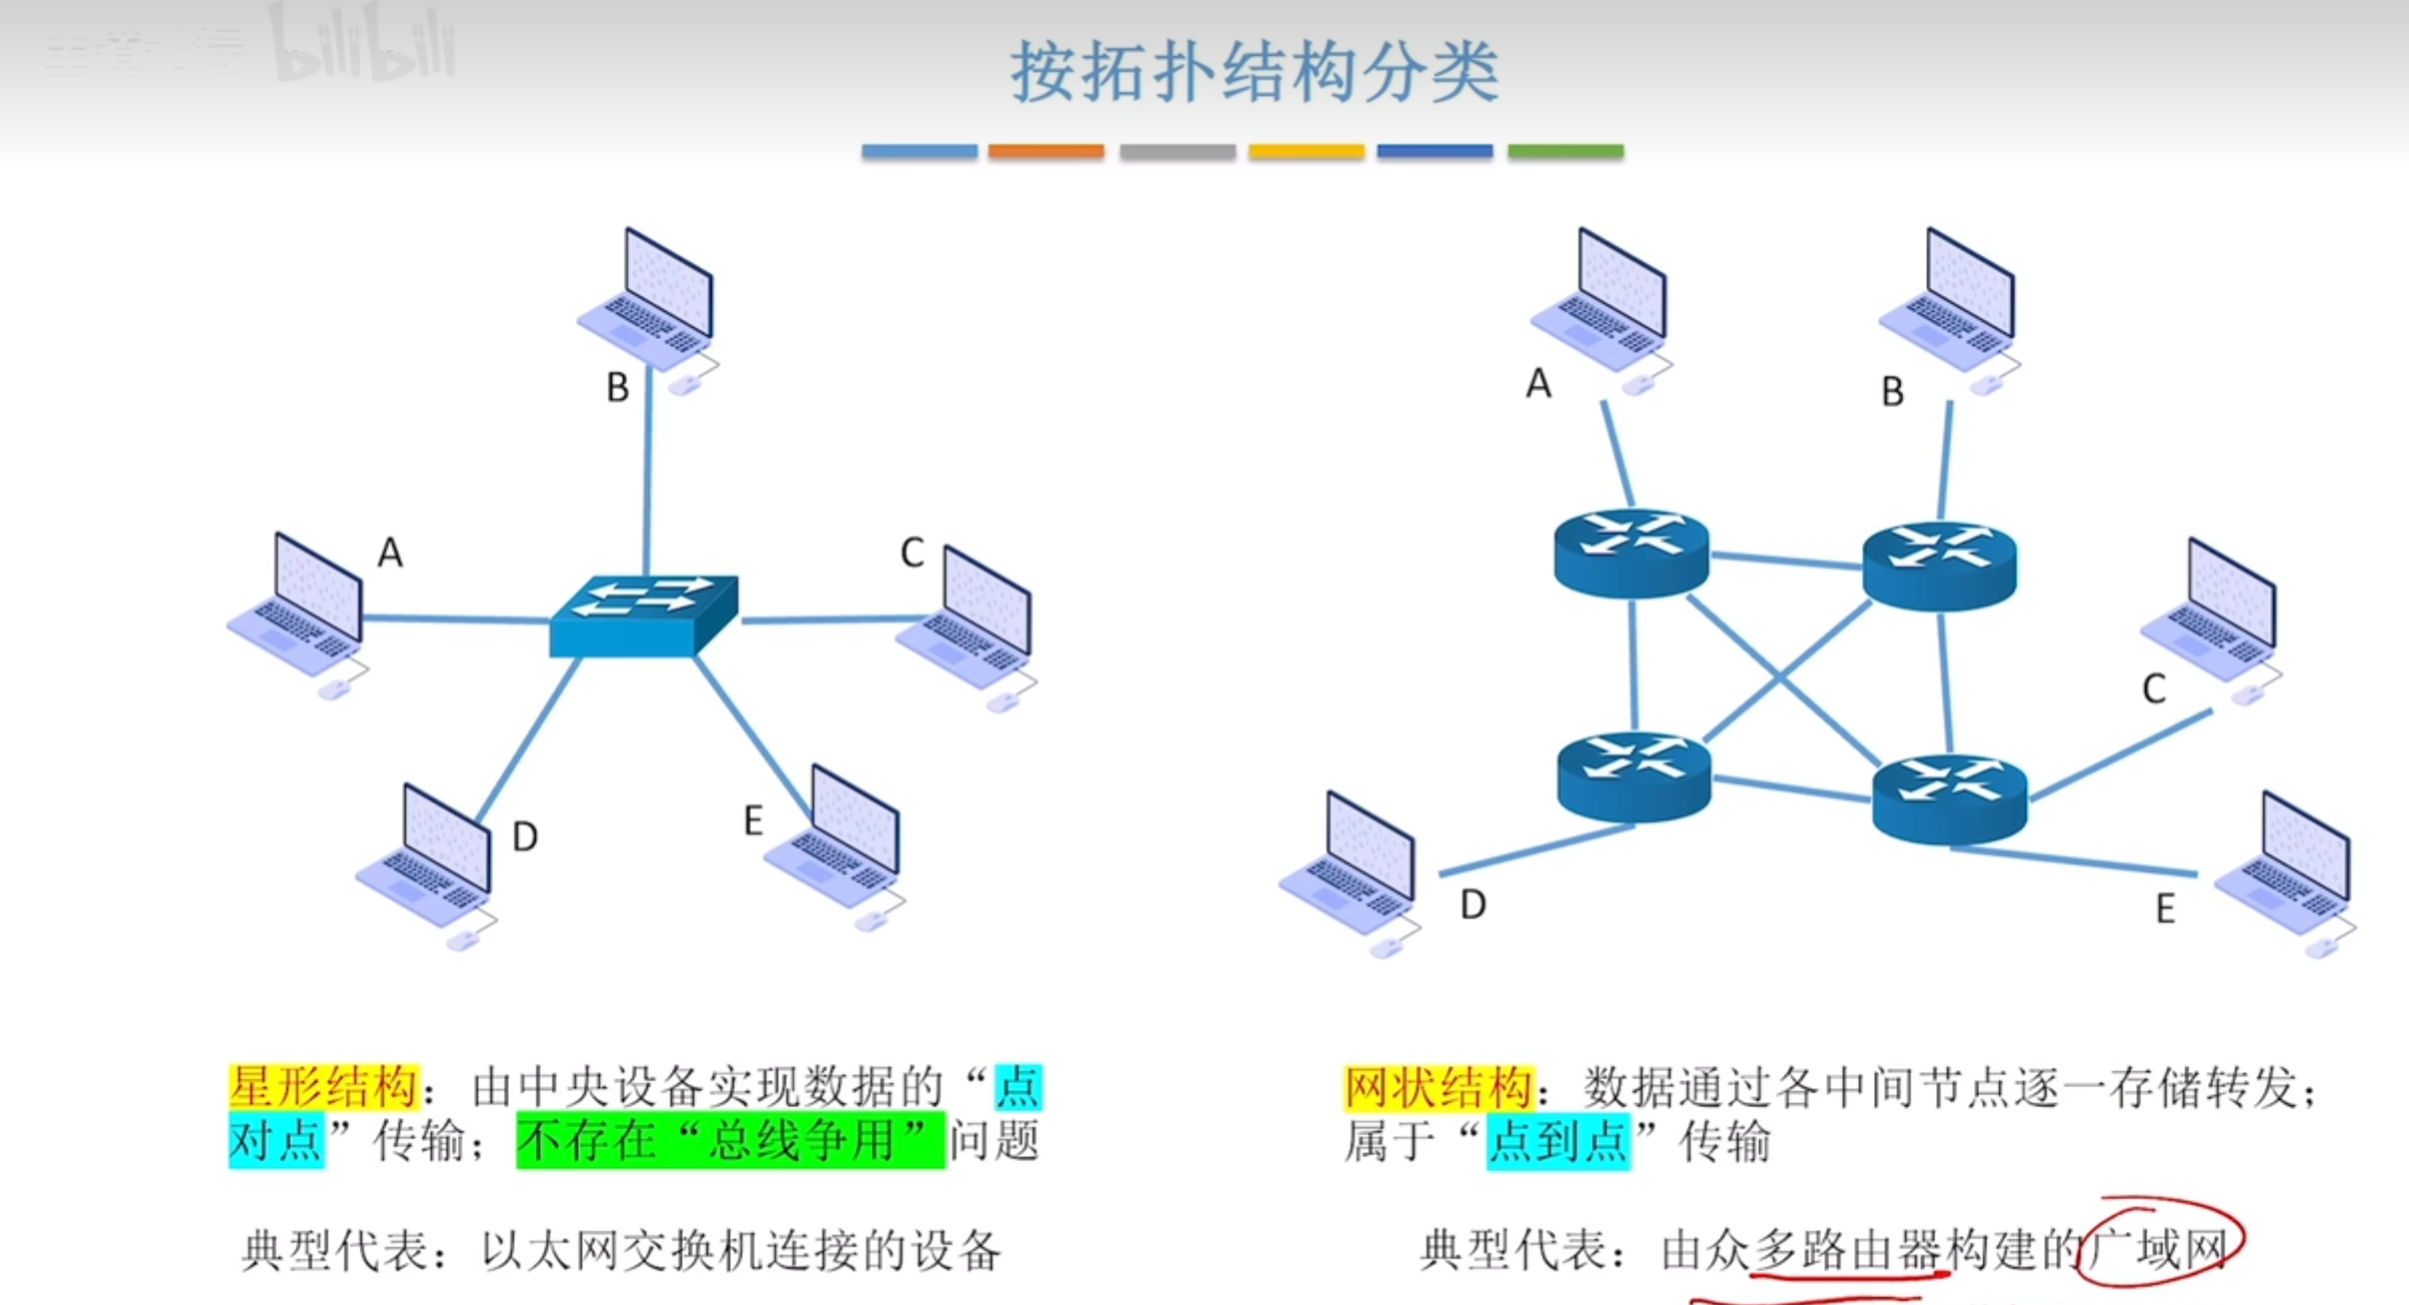 bilibili
按拓扑结构分类
B
A
C
D
E
A
B
C
D
E
星形结构：由中央设备实现数据的“点
对点”传输；不存在“总线争用”问题
典型代表：以太网交换机连接的设备
网状结构：数据通过各中间节点逐一存储转发；
属于“点到点”传输
典型代表：由众多路由器构建的广域网